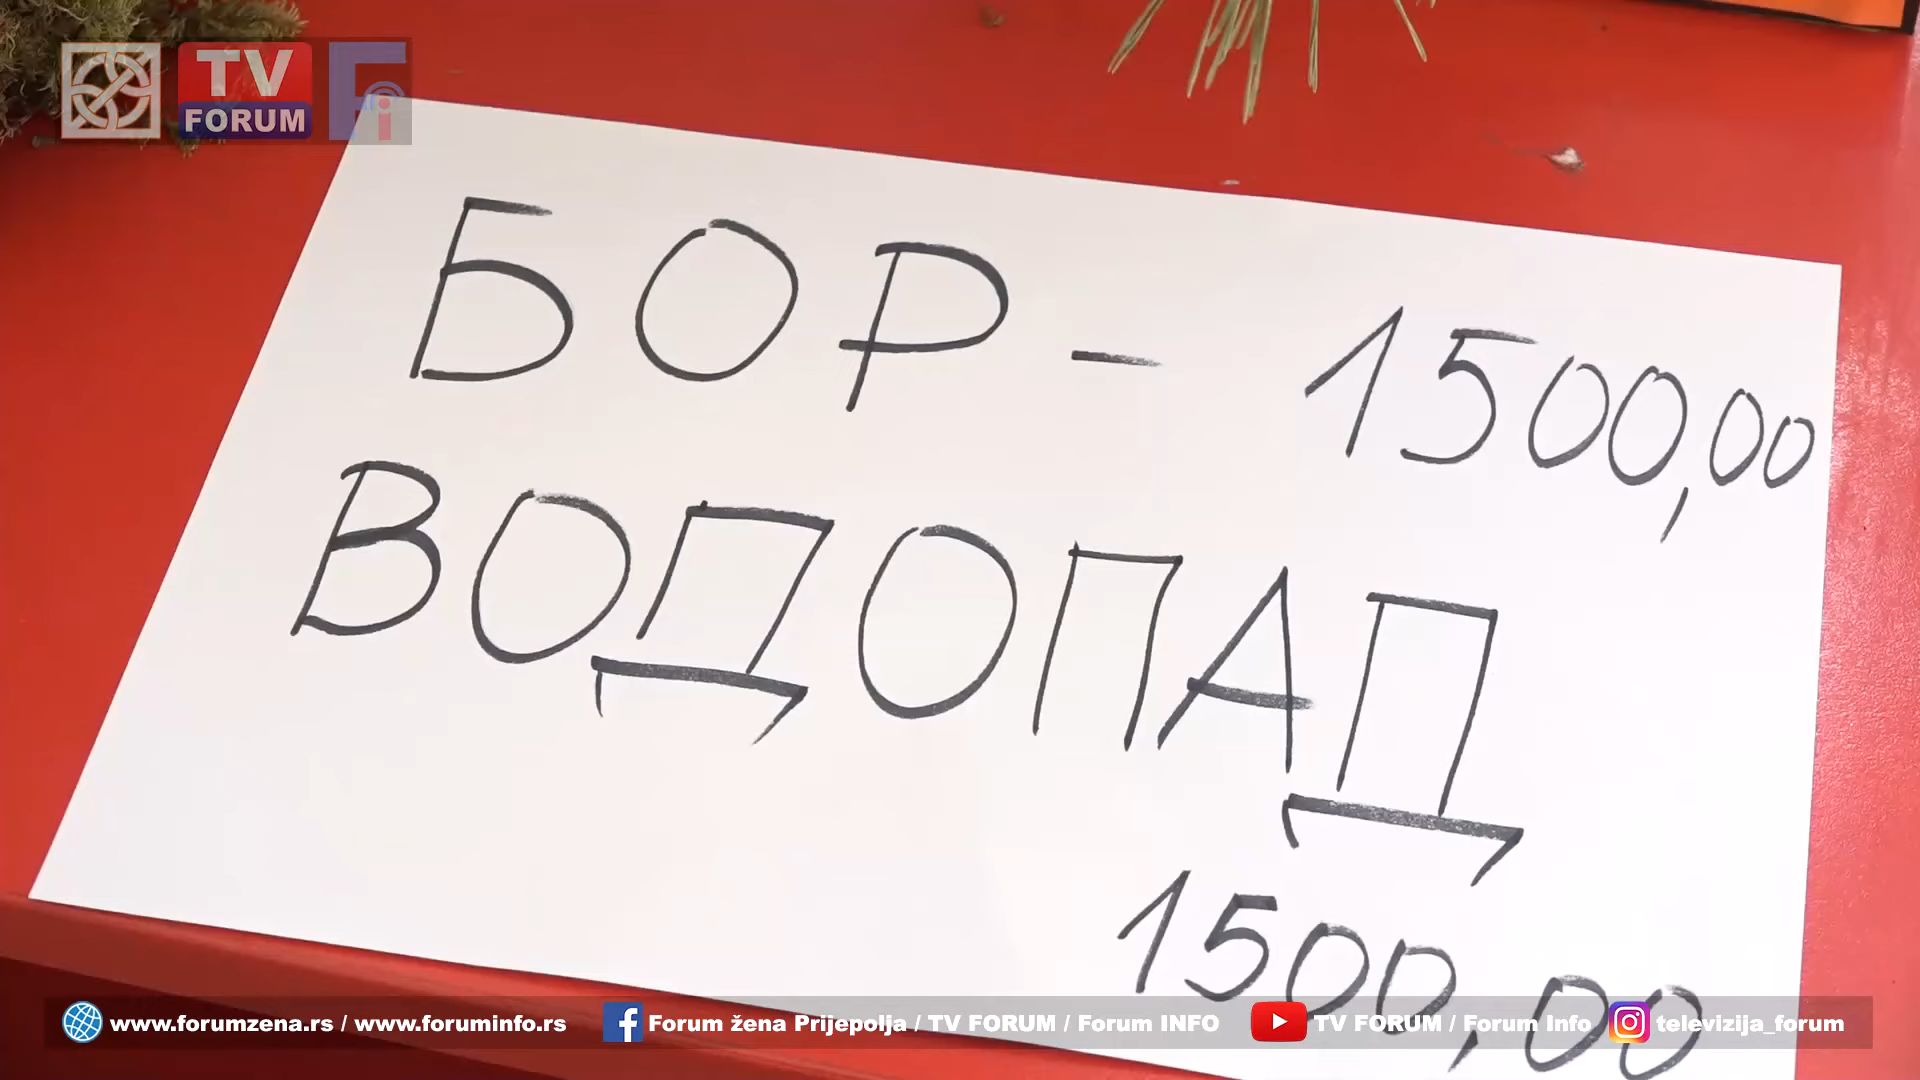 TV
FORUM
Fi
БОР - 1500,00
ВОДОПАД
1500,00
www.forumzena.rs / www.foruminfo.rs Forum žena Prijepolja / TV FORUM / Forum INFO TV FORUM / Forum Info televizija_forum